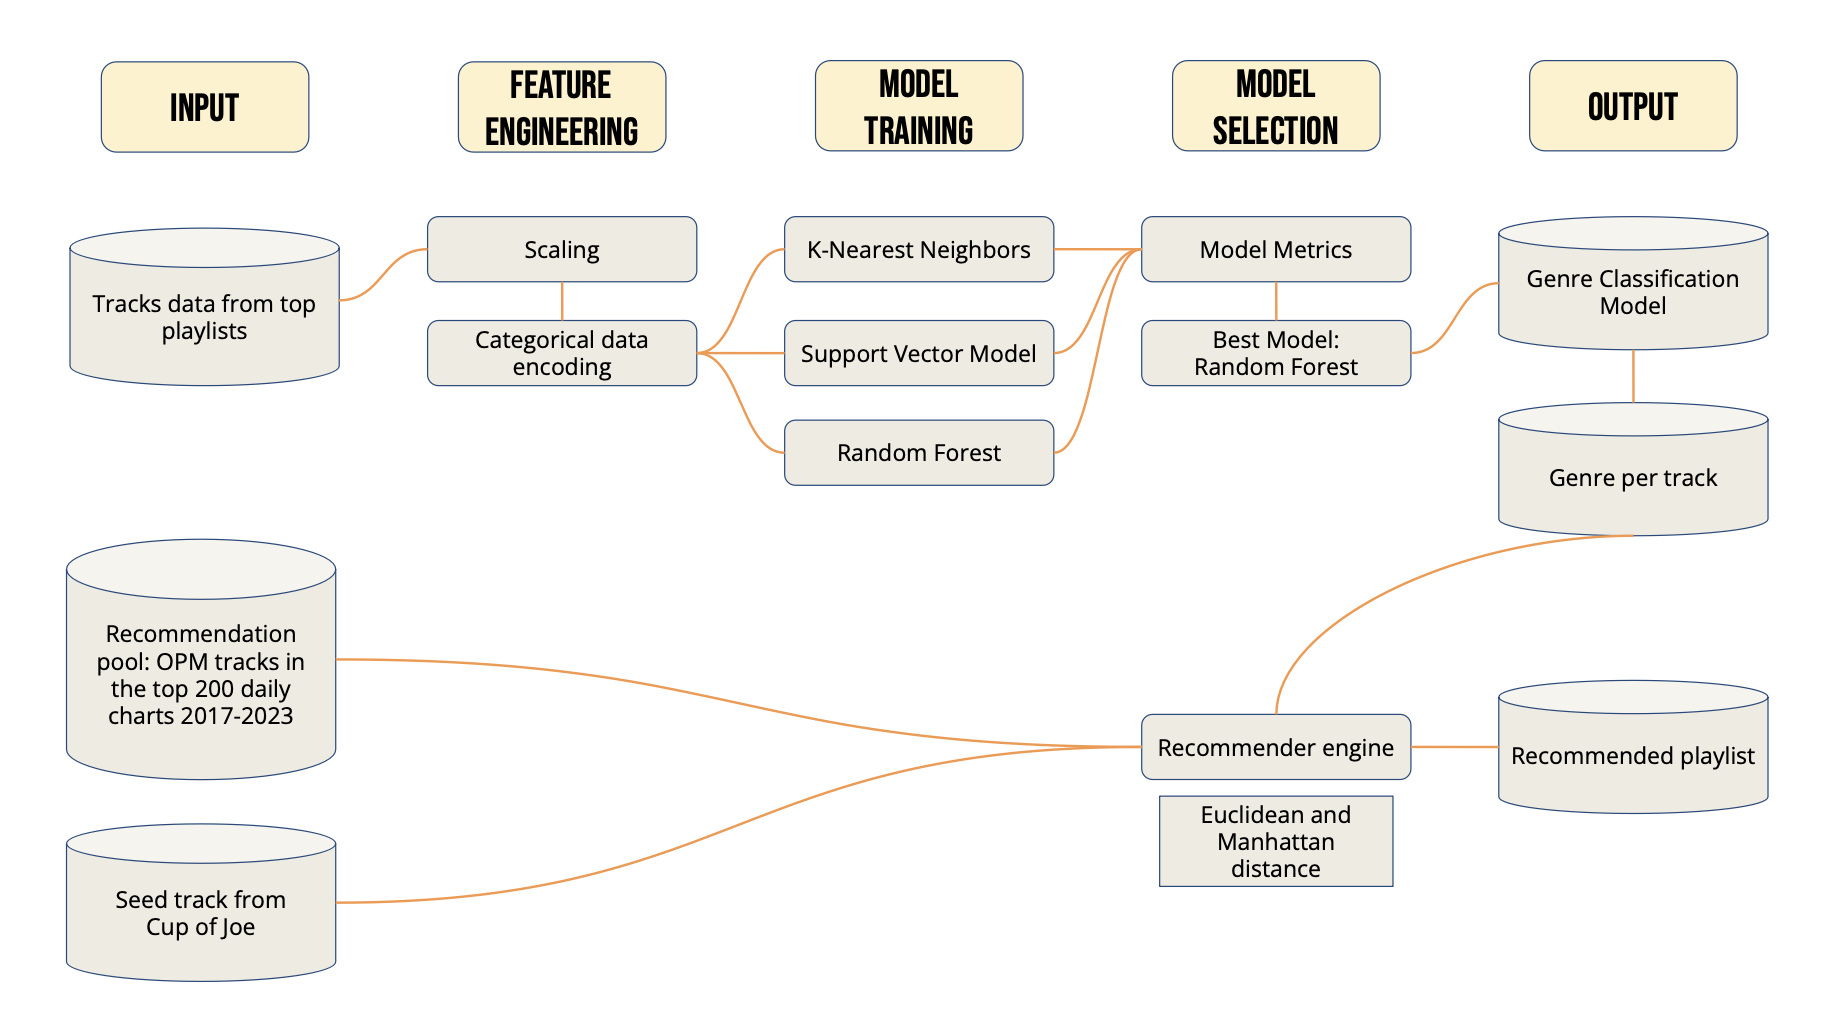 INPUT
FEATURE
ENGINEERING
MODEL
TRAINING
MODEL
SELECTION
OUTPUT
Tracks data from top
playlists
Scaling
Categorical data
encoding
K-Nearest Neighbors
Support Vector Model
Random Forest
Model Metrics
Best Model:
Random Forest
Genre Classification
Model
Genre per track
Recommendation
pool: OPM tracks in
the top 200 daily
charts 2017-2023
Recommender engine
Recommended playlist
Euclidean and
Manhattan
distance
Seed track from
Cup of Joe